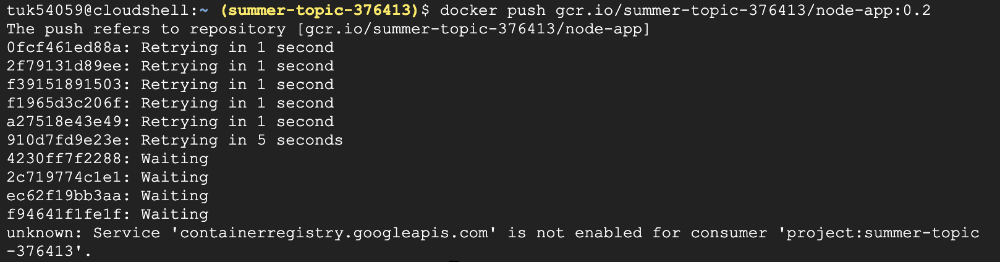 tuk54059@cloudshell:~ (summer-topic-376413)$ docker push gcr.io/summer-topic-376413/node-app:0.2
The push refers to repository [gcr.io/summer-topic-376413/node-app]
0fcf461ed88a: Retrying in 1 second
2f79131d89ee: Retrying in 1 second
f39151891503: Retrying in 1 second
f1965d3c206f: Retrying in 1 second
a27518e43e49: Retrying in 1 second
910d7fd9e23e: Retrying in 5 seconds
4230ff7f2288: Waiting
2c719774c1e1: Waiting
ec62f19bb3aa: Waiting
f94641f1fe1f: Waiting
unknown: Service 'containerregistry.googleapis.com' is not enabled for consumer 'project:summer-topic
-376413'.